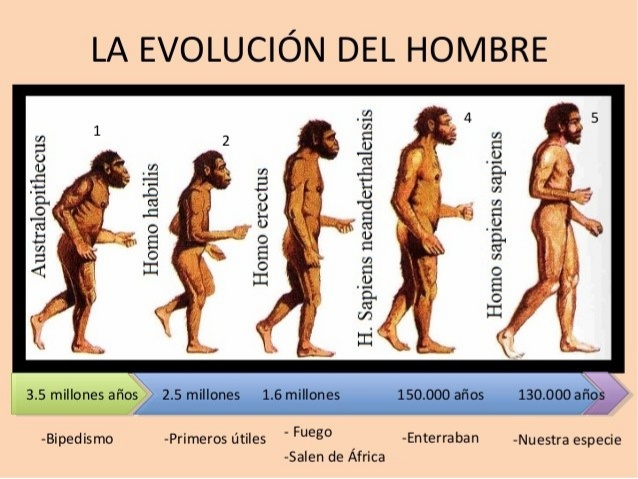 LA EVOLUCIÓN DEL HOMBRE
1
2
4
5
Australopithecus
Homo habilis
Homo erectus
H. Sapiens neanderthalensis
Homo sapiens sapiens
3.5 millones años
2.5 millones
1.6 millones
150.000 años
130.000 años
-Bipedismo
-Primeros útiles
- Fuego
-Salen de África
-Enterraban
-Nuestra especie